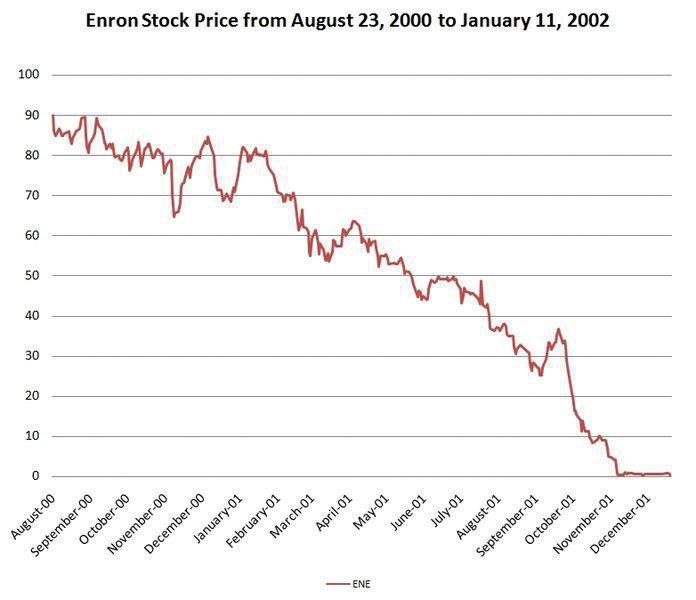 Enron Stock Price from August 23, 2000 to January 11, 2002
100
90
80
70
60
50
40
30
20
10
0
August-00
September-00
October-00
November-00
December-00
January-01
February-01
March-01
April-01
May-01
June-01
July-01
August-01
September-01
October-01
November-01
December-01
ENE